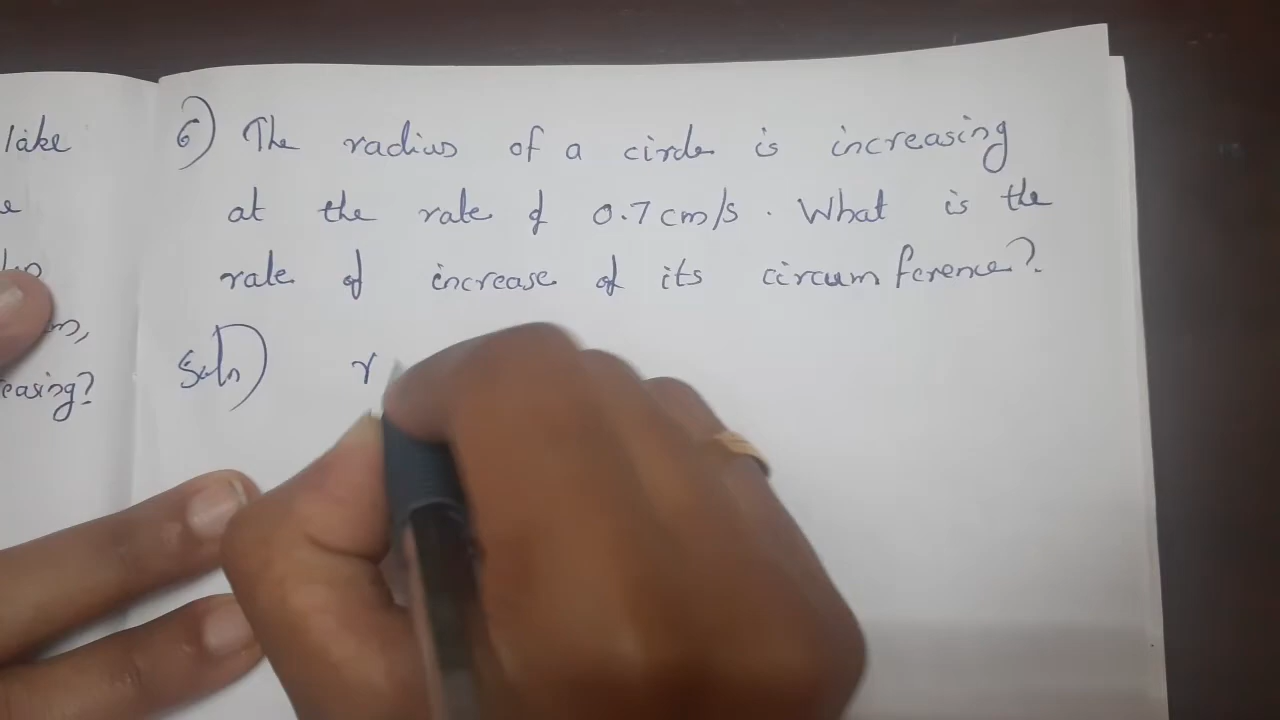 lake
easing?
6) The radius of a circle is increasing
at the rate of 0.7 cm/s. What is the
rate of increase of its circumference?
Soln) r